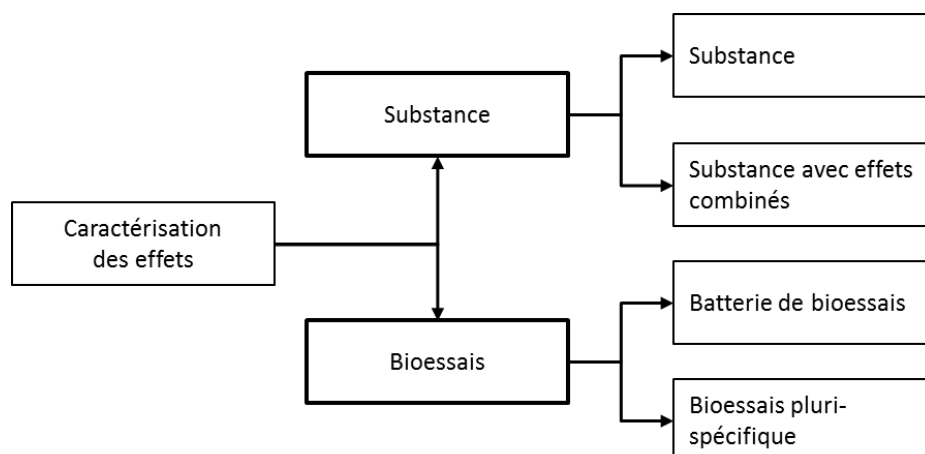 Substance
Substance
Substance avec effets
combinés
Caractérisation
des effets
Batterie de bioessais
Bioessais
Bioessais pluri-
spécifique